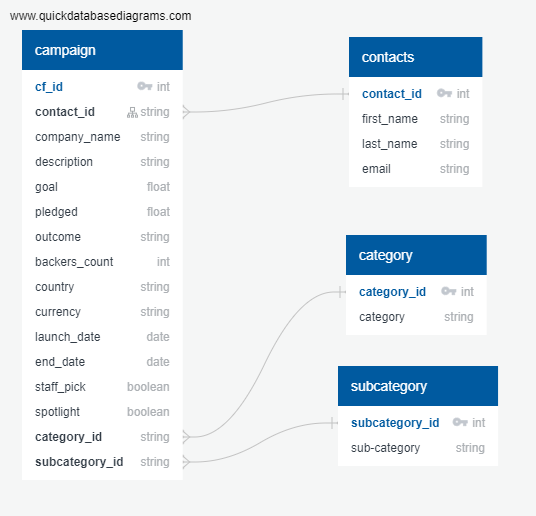 www.quickdatabasediagrams.com
campaign
cf_id int
contact_id string
company_name string
description string
goal float
pledged float
outcome string
backers_count int
country string
currency string
launch_date date
end_date date
staff_pick boolean
spotlight boolean
category_id string
subcategory_id string
contacts
contact_id int
first_name string
last_name string
email string
category
category_id int
category string
subcategory
subcategory_id int
sub-category string